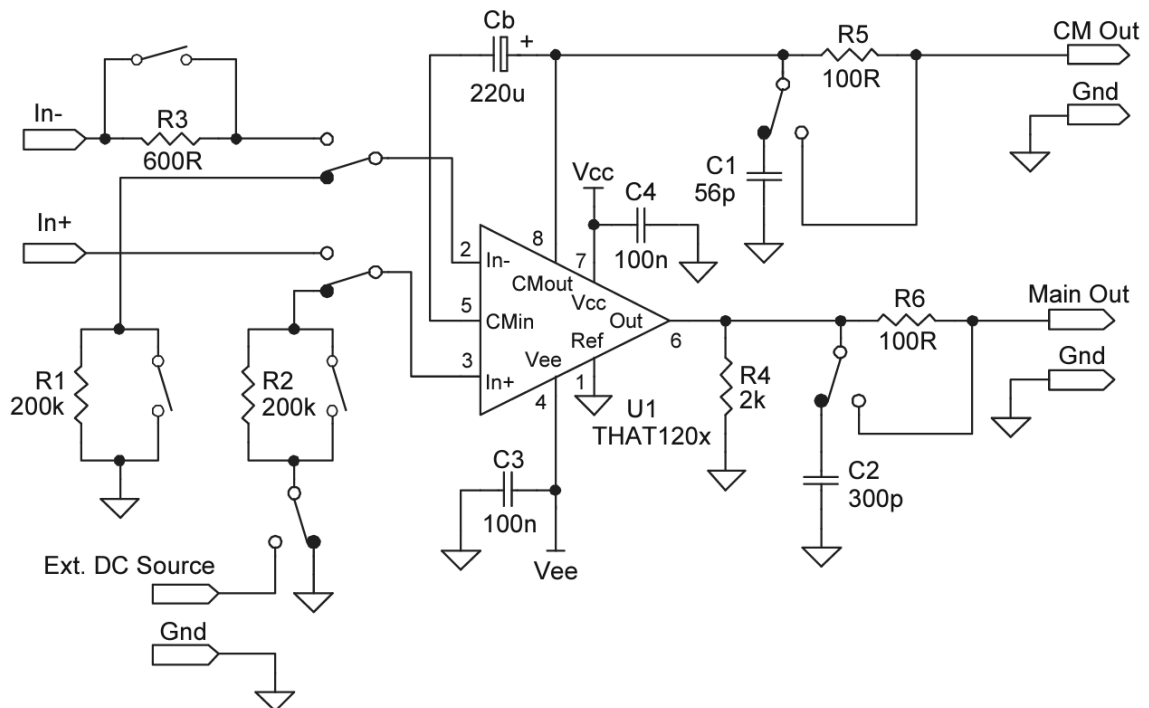 Cb
+
220u
R5
100R
CM Out
Gnd
In-
R3
600R
C1
56p
Vcc
C4
100n
In+
8
7
2
In-
CMout
Vcc
5
CMin
Out
6
Ref
Vee
3
In+
1
4
U1
THAT120x
R6
100R
Main Out
Gnd
R4
2k
R1
200k
R2
200k
C2
300p
C3
100n
Vee
Ext. DC Source
Gnd